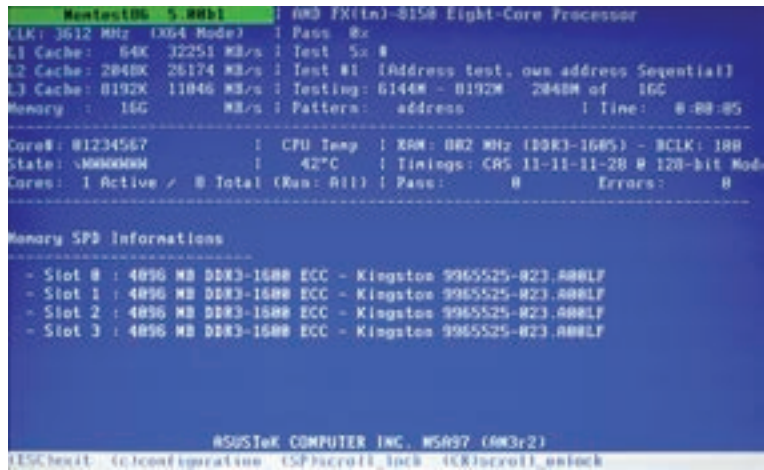 Memtest86 5.00b1 | AMD FX(tm)-8150 Eight-Core Processor
CLK: 3612 MHz (X64 Mode) | Pass 0%
L1 Cache: 64K 32251 MB/s | Test 5% #
L2 Cache: 2048K 26174 MB/s | Test #1 [Address test, own address Sequential]
L3 Cache: 8192K 11046 MB/s | Testing: 6144M - 8192M 2048M of 16G
Memory : 16G MB/s | Pattern: address | Time: 0:00:05
Core#: 01234567 | CPU Temp | RAM: 802 MHz (DDR3-1605) - BCLK: 100
State: | 42°C | Timings: CAS 11-11-11-28 @ 128-bit Mode
Cores: 1 Active / 8 Total (Run: All) | Pass: 0 Errors: 0
Memory SPD Informations
- Slot 0 : 4096 MB DDR3-1600 ECC - Kingston 9965525-023.A00LF
- Slot 1 : 4096 MB DDR3-1600 ECC - Kingston 9965525-023.A00LF
- Slot 2 : 4096 MB DDR3-1600 ECC - Kingston 9965525-023.A00LF
- Slot 3 : 4096 MB DDR3-1600 ECC - Kingston 9965525-023.A00LF
ASUSTeK COMPUTER INC. M5A97 (AM3r2)
(ESC)exit (c)configuration (SP)scroll_lock (CR)scroll_unlock